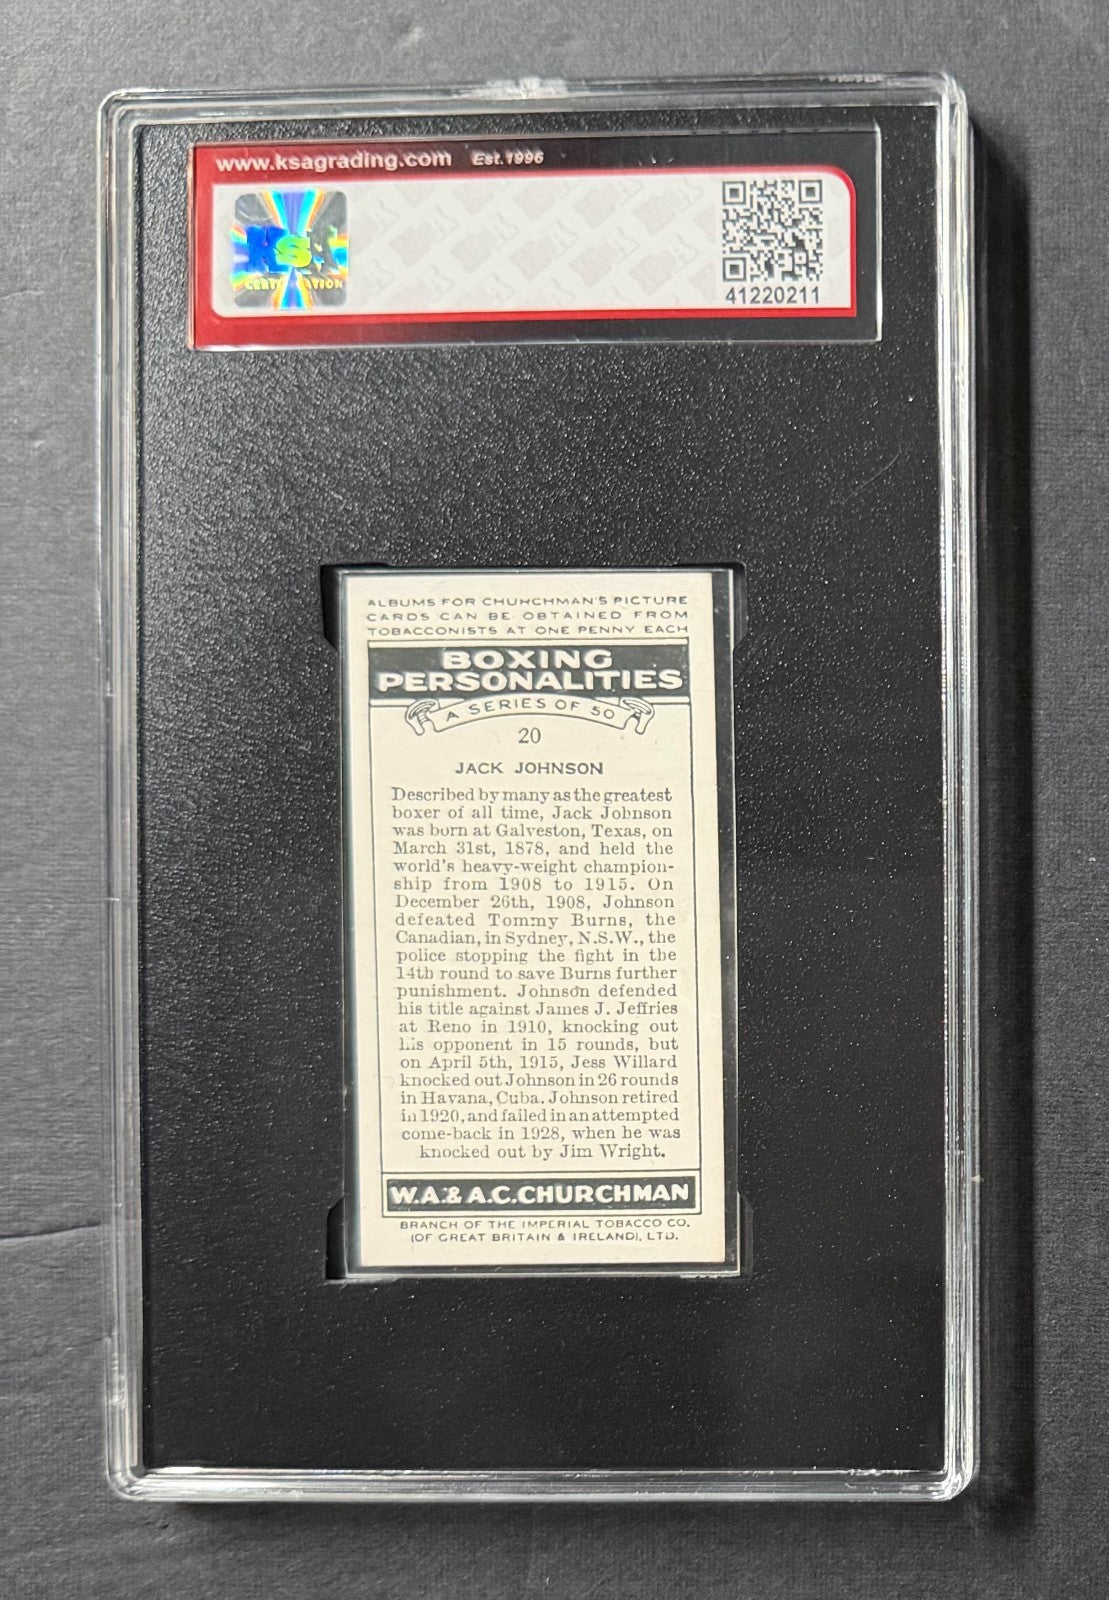 www.ksagrading.com Est.1996
KSA
CERTIFICATION
41220211
ALBUMS FOR CHURCHMAN'S PICTURE
CARDS CAN BE OBTAINED FROM
TOBACCONISTS AT ONE PENNY EACH
BOXING
PERSONALITIES
A SERIES OF 50
20
JACK JOHNSON
Described by many as the greatest
boxer of all time, Jack Johnson
was born at Galveston, Texas, on
March 31st, 1878, and held the
world's heavy-weight champion-
ship from 1908 to 1915. On
December 26th, 1908, Johnson
defeated Tommy Burns, the
Canadian, in Sydney, N.S.W., the
police stopping the fight in the
14th round to save Burns further
punishment. Johnson defended
his title against James J. Jeffries
at Reno in 1910, knocking out
his opponent in 15 rounds, but
on April 5th, 1915, Jess Willard
knocked out Johnson in 26 rounds
in Havana, Cuba. Johnson retired
in 1920, and failed in an attempted
come-back in 1928, when he was
knocked out by Jim Wright.
W.A. & A.C. CHURCHMAN
BRANCH OF THE IMPERIAL TOBACCO CO.
(OF GREAT BRITAIN & IRELAND), LTD.